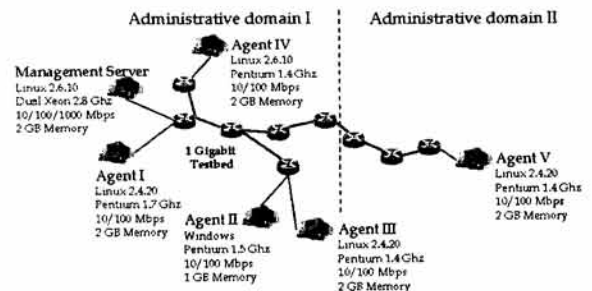 Administrative domain I
Administrative domain II
Agent IV
Linux 2.6.10
Pentium 1.4 Ghz
10/100 Mbps
2 GB Memory
Management Server
Linux 2.6.10
Dual Xeon 2.8 Ghz
10/100/1000 Mbps
2 GB Memory
1 Gigabit
Testbed
Agent I
Linux 2.4.20
Pentium 1.7 Ghz
10/100 Mbps
2 GB Memory
Agent II
Windows
Pentium 1.5 Ghz
10/100 Mbps
1 GB Memory
Agent III
Linux 2.4.20
Pentium 1.4 Ghz
10/100 Mbps
2 GB Memory
Agent V
Linux 2.4.20
Pentium 1.4 Ghz
10/100 Mbps
2 GB Memory